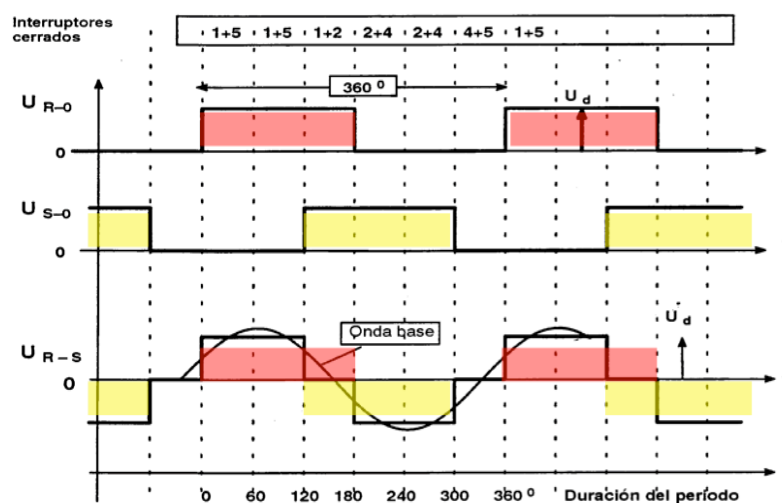 Interruptores
cerrados
1+5 1+5 1+2 2+4 2+4 4+5 1+5
360 º
U R–0
U d
0
U S–0
0
Onda base
U d
U R – S
0
0 60 120 180 240 300 360º Duración del período